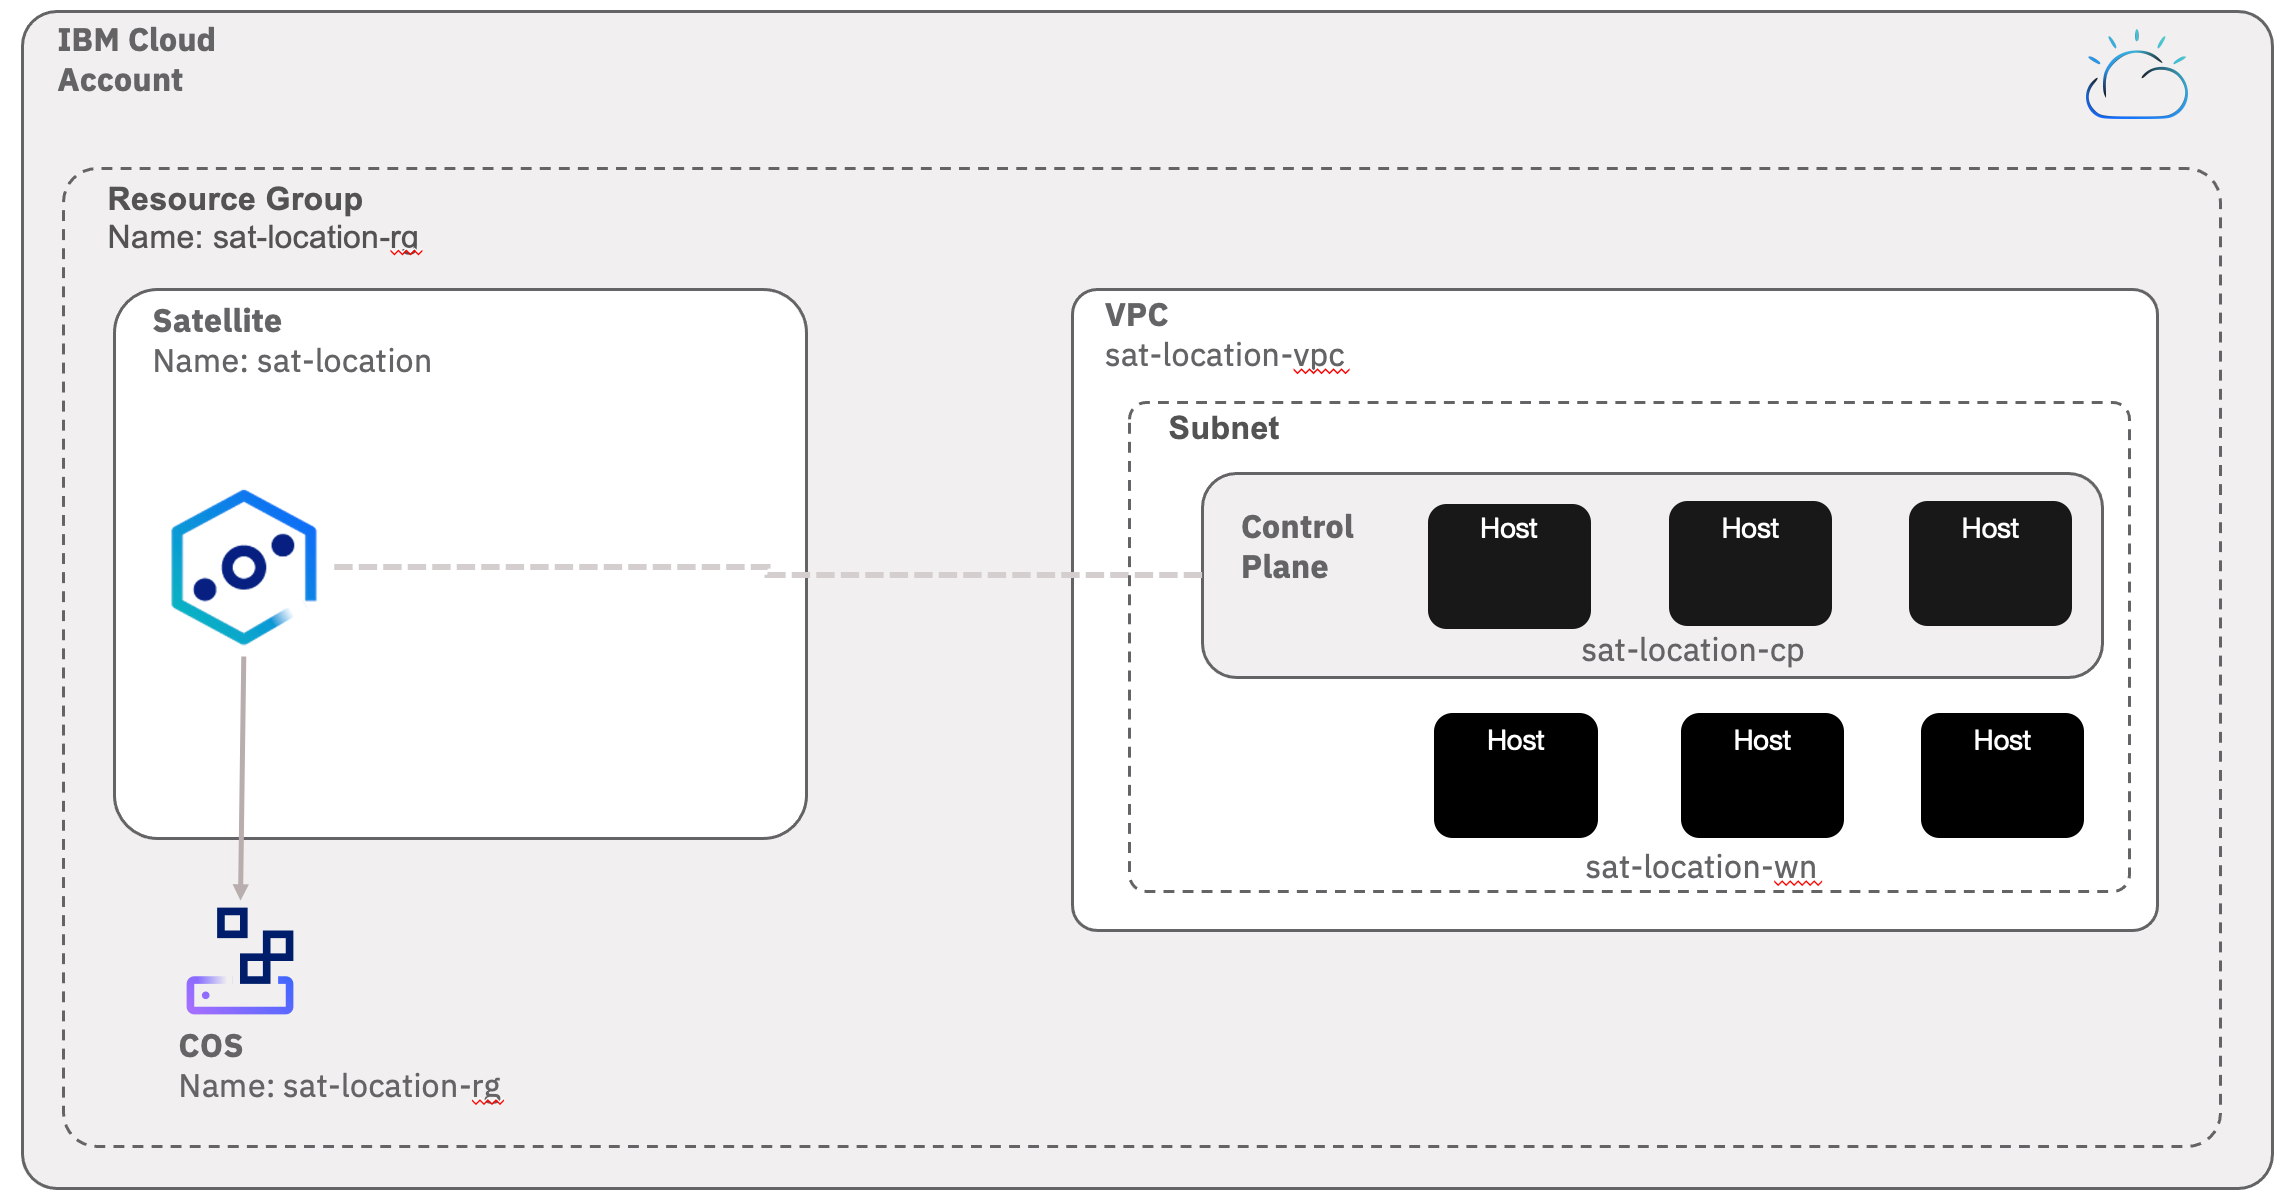 IBM Cloud
Account
Resource Group
Name: sat-location-rg
Satellite
Name: sat-location
VPC
sat-location-vpc
Subnet
Control
Plane
Host
Host
Host
sat-location-cp
Host
Host
Host
sat-location-wn
COS
Name: sat-location-rg